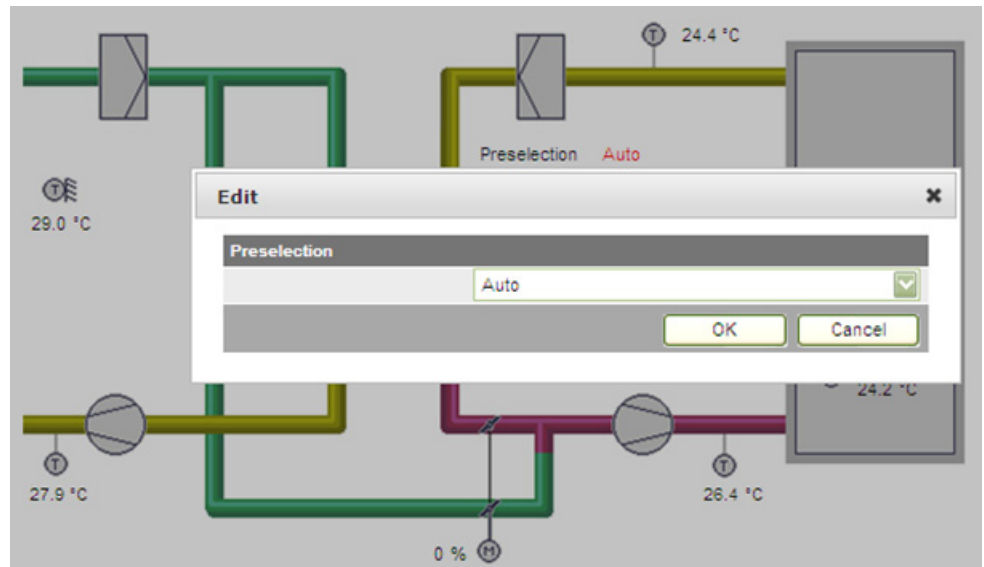 T 24.4 °C
Preselection Auto
T
29.0 °C
Edit
Preselection
Auto
OK Cancel
24.2 °C
T
27.9 °C
T
26.4 °C
0 % M